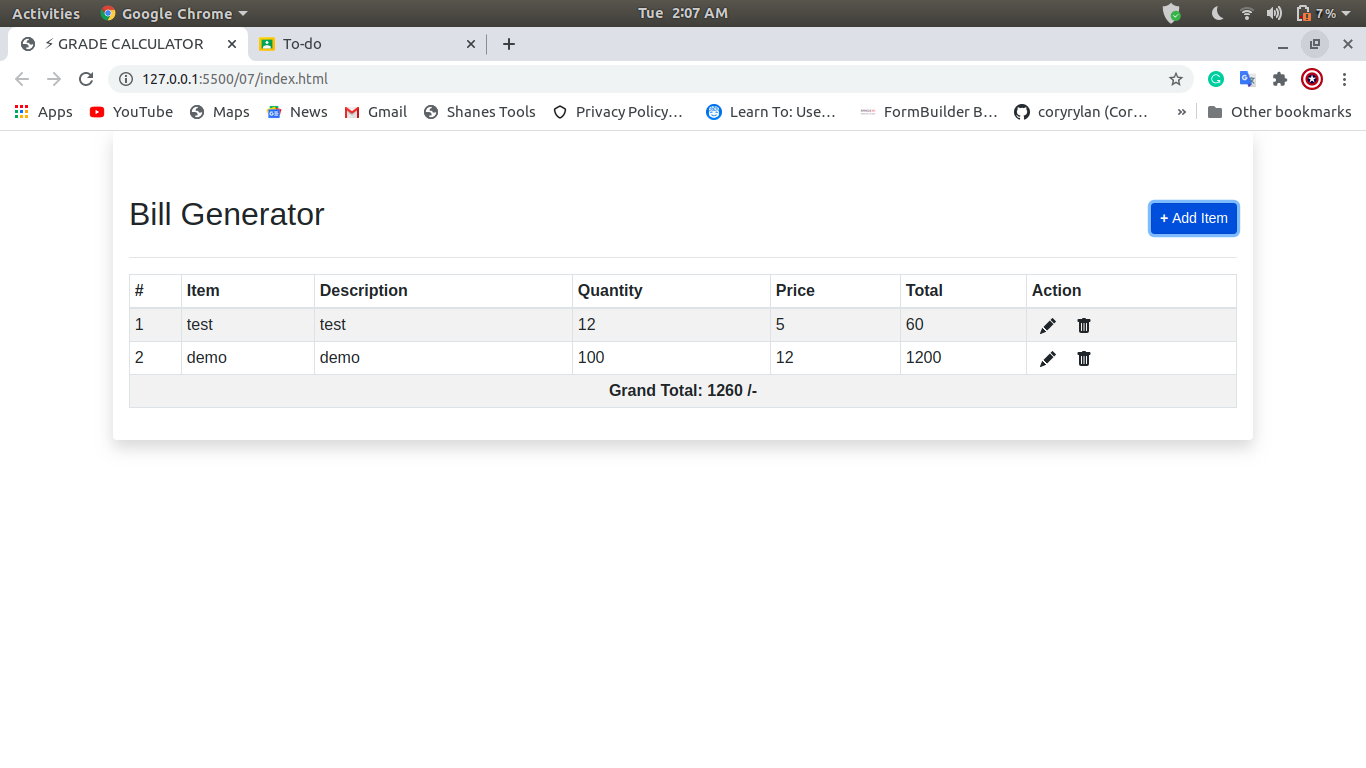 Activities Google Chrome Tue 2:07 AM 7%
⚡ GRADE CALCULATOR To-do
127.0.0.1:5500/07/index.html
Apps YouTube Maps News Gmail Shanes Tools Privacy Policy… Learn To: Use… FormBuilder B… coryrylan (Cor… » Other bookmarks
Bill Generator + Add Item
# Item Description Quantity Price Total Action
1 test test 12 5 60
2 demo demo 100 12 1200
Grand Total: 1260 /-